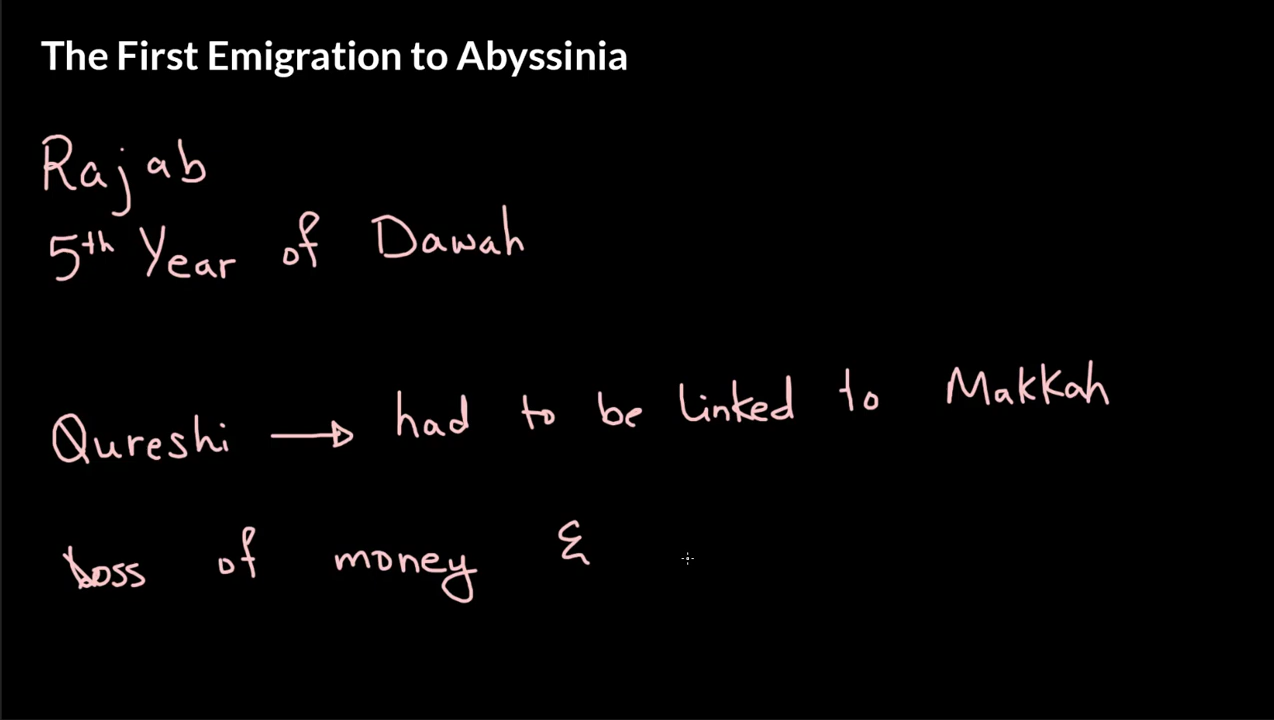 The First Emigration to Abyssinia
Rajab
5th Year of Dawah
Qureshi → had to be linked to Makkah
Loss of money &